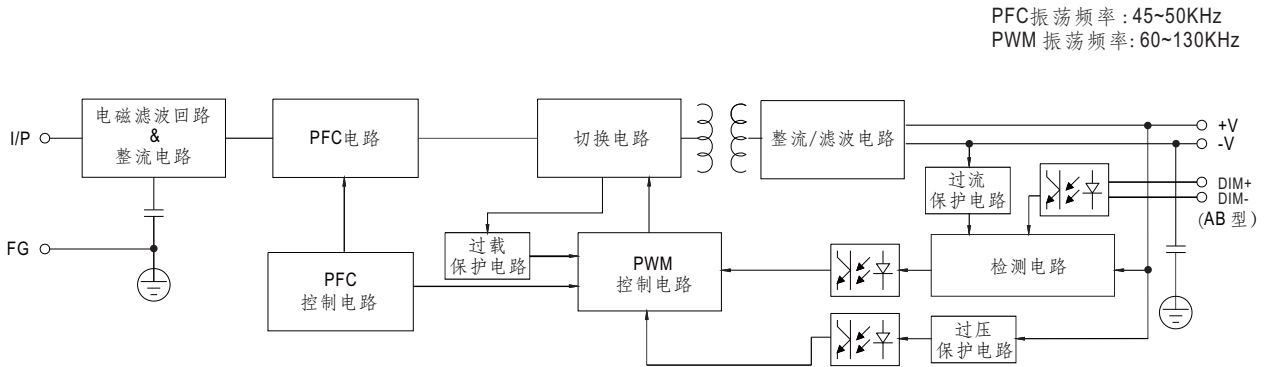 PFC振荡频率：45~50KHz
PWM 振荡频率：60~130KHz
I/P
电磁滤波回路
&
整流电路
PFC电路
切换电路
整流/滤波电路
+V
-V
过流
保护电路
DIM+
DIM-
(AB 型）
FG
过载
保护电路
PFC
控制电路
PWM
控制电路
检测电路
过压
保护电路